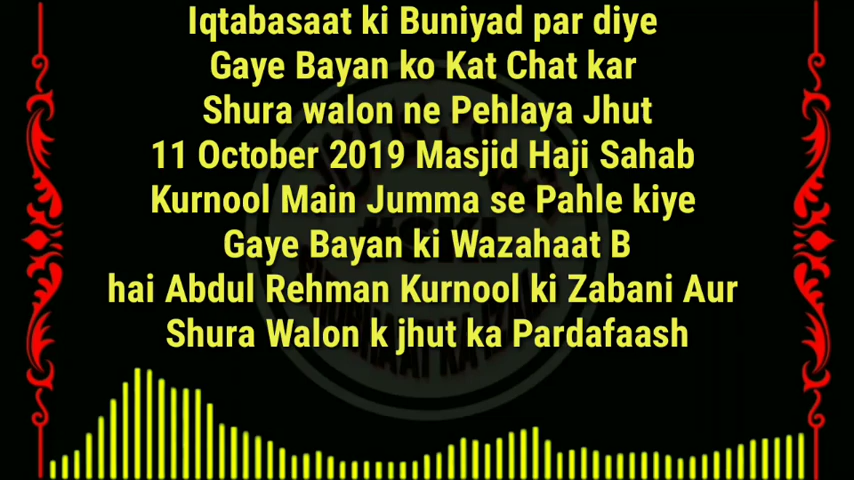 Iqtabasaat ki Buniyad par diye
Gaye Bayan ko Kat Chat kar
Shura walon ne Pehlaya Jhut
11 October 2019 Masjid Haji Sahab
Kurnool Main Jumma se Pahle kiye
Gaye Bayan ki Wazahaat B
hai Abdul Rehman Kurnool ki Zabani Aur
Shura Walon k jhut ka Pardafaash